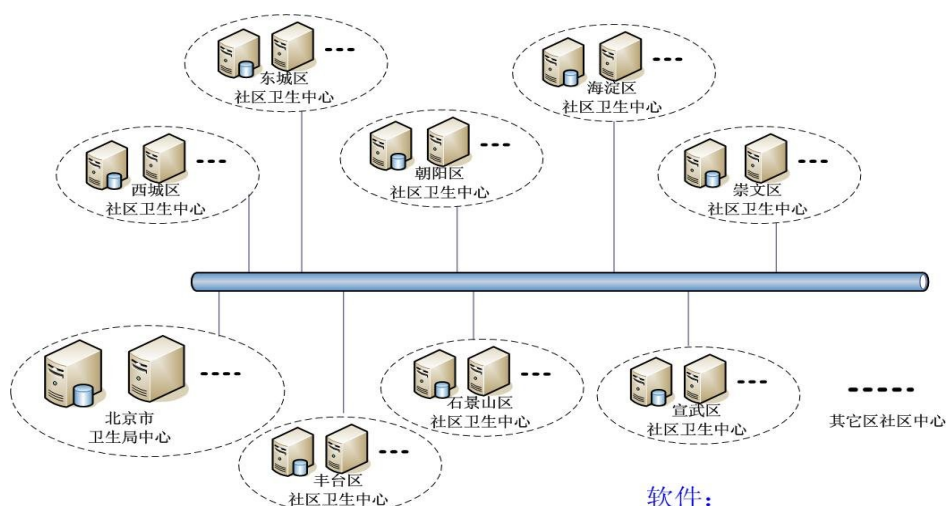 东城区
社区卫生中心
海淀区
社区卫生中心
西城区
社区卫生中心
朝阳区
社区卫生中心
崇文区
社区卫生中心
北京市
卫生局中心
丰台区
社区卫生中心
石景山区
社区卫生中心
宣武区
社区卫生中心
其它区社区中心
软件：